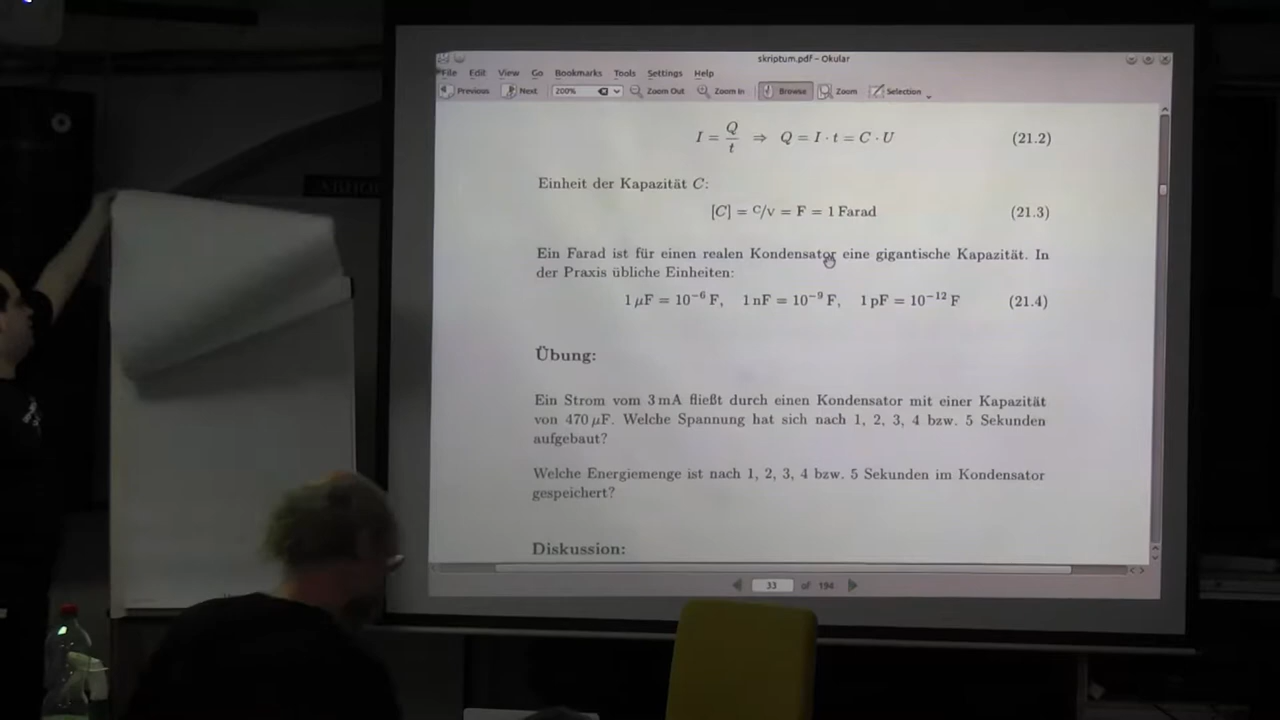 skriptum.pdf – Okular
File Edit View Go Bookmarks Tools Settings Help
Previous Next 200% Zoom Out Zoom In Browse Zoom Selection
I = Q/t ⇒ Q = I · t = C · U (21.2)
Einheit der Kapazität C:
[C] = C/V = F = 1 Farad (21.3)
Ein Farad ist für einen realen Kondensator eine gigantische Kapazität. In
der Praxis übliche Einheiten:
1 μF = 10⁻⁶ F, 1 nF = 10⁻⁹ F, 1 pF = 10⁻¹² F (21.4)
Übung:
Ein Strom vom 3 mA fließt durch einen Kondensator mit einer Kapazität
von 470 μF. Welche Spannung hat sich nach 1, 2, 3, 4 bzw. 5 Sekunden
aufgebaut?
Welche Energiemenge ist nach 1, 2, 3, 4 bzw. 5 Sekunden im Kondensator
gespeichert?
Diskussion:
33 of 194